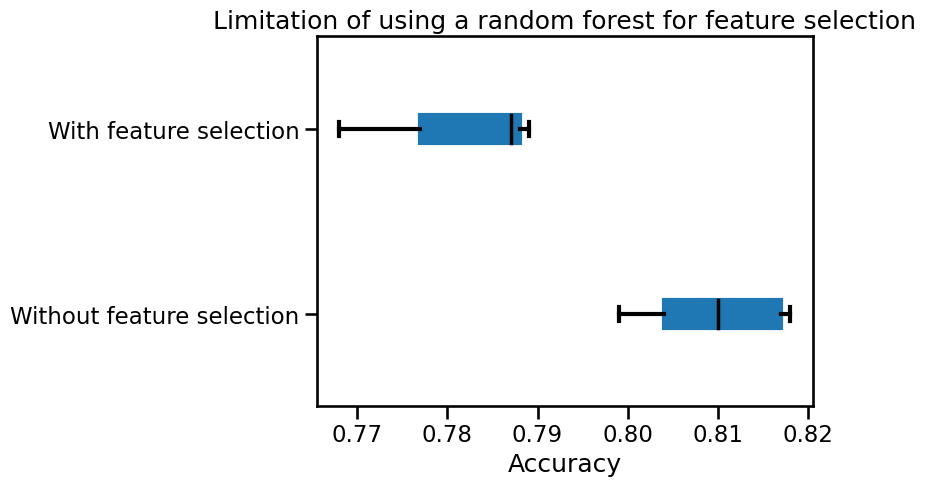 Limitation of using a random forest for feature selection
With feature selection
Without feature selection
0.77 0.78 0.79 0.80 0.81 0.82
Accuracy